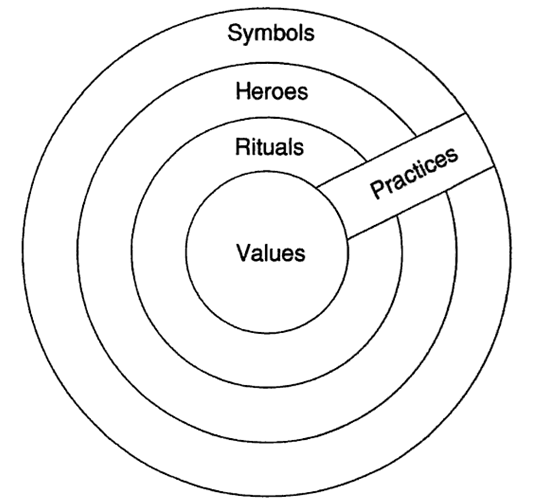 Symbols
Heroes
Rituals
Practices
Values